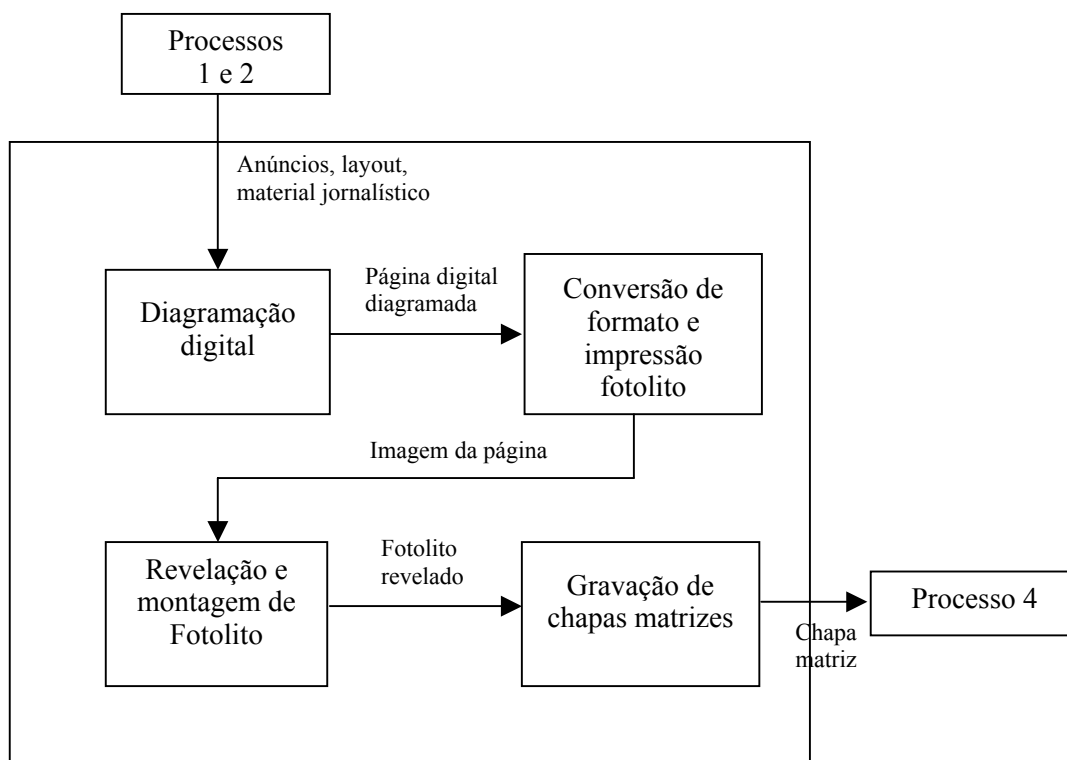 Processos
1 e 2
Anúncios, layout,
material jornalístico
Diagramação
digital
Página digital
diagramada
Conversão de
formato e
impressão
fotolito
Imagem da página
Revelação e
montagem de
Fotolito
Fotolito
revelado
Gravação de
chapas matrizes
Chapa
matriz
Processo 4